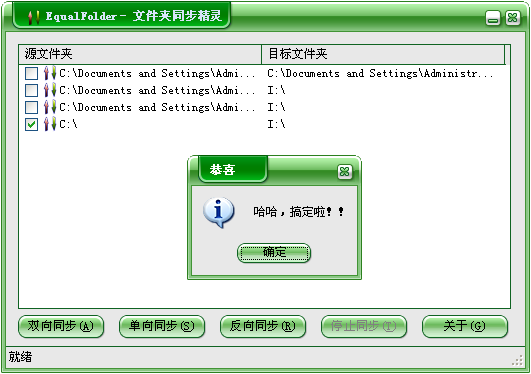 EqualFolder - 文件夹同步精灵
源文件夹 目标文件夹
C:\Documents and Settings\Admi... C:\Documents and Settings\Administr...
C:\Documents and Settings\Admi... I:\
C:\Documents and Settings\Admi... I:\
C:\ I:\
恭喜
哈哈，搞定啦！！
确定
双向同步(A) 单向同步(S) 反向同步(R) 停止同步(T) 关于(G)
就绪